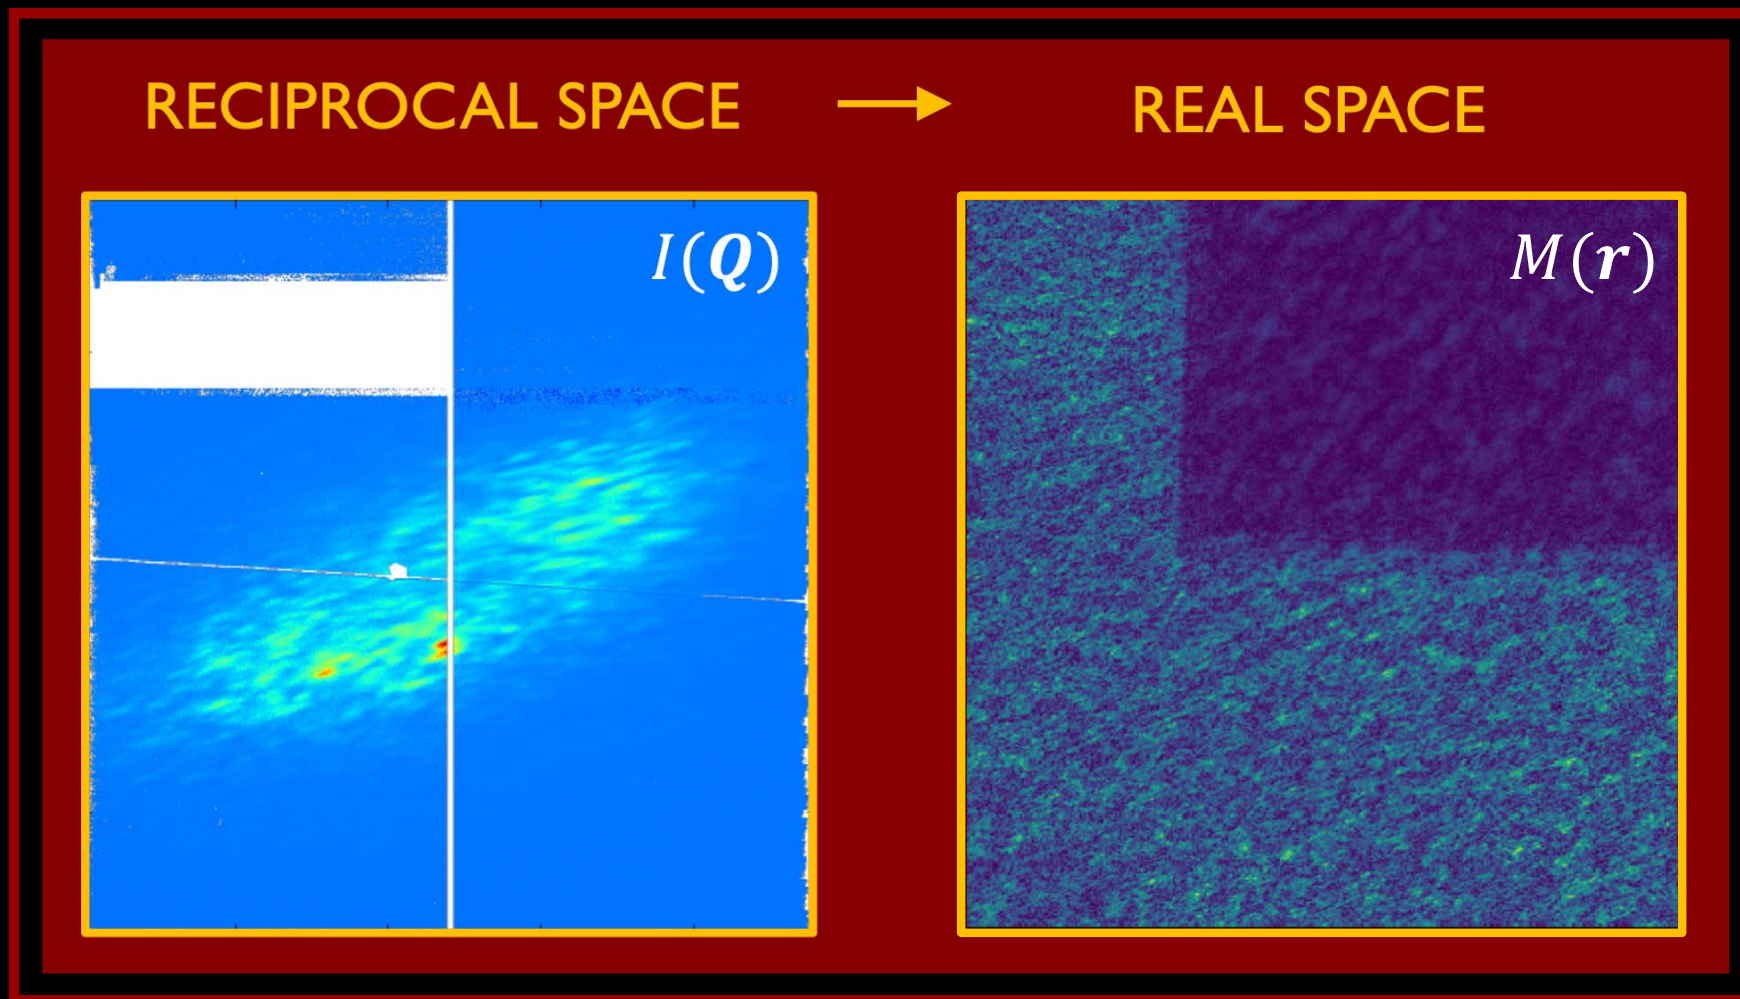 RECIPROCAL SPACE → REAL SPACE
I(Q)
M(r)